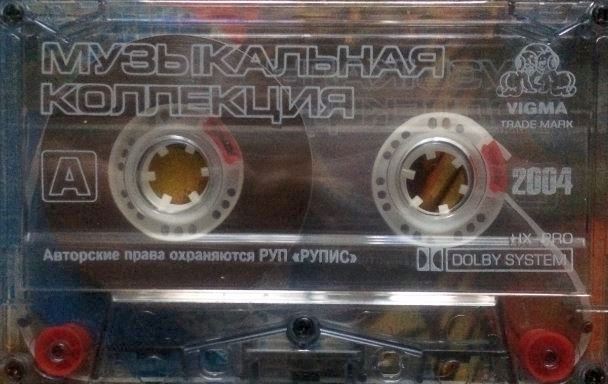 МУЗЫКАЛЬНАЯ
КОЛЛЕКЦИЯ
VIGMA
TRADE MARK
A
2004
Авторские права охраняются РУП «РУПИС»
HX-PRO
DOLBY SYSTEM